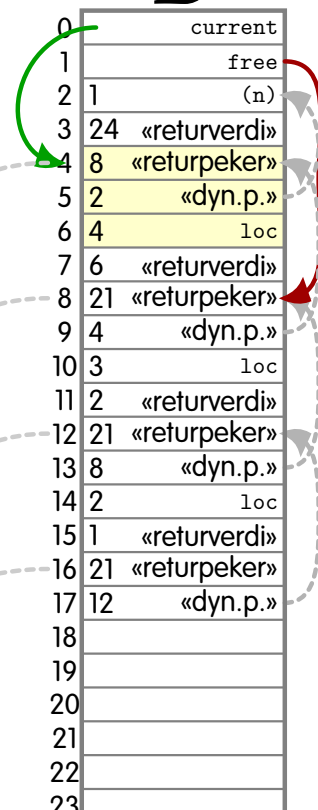 0 current
1 free
2 1 (n)
3 24 «returverdi»
4 8 «returpeker»
5 2 «dyn.p.»
6 4 loc
7 6 «returverdi»
8 21 «returpeker»
9 4 «dyn.p.»
10 3 loc
11 2 «returverdi»
12 21 «returpeker»
13 8 «dyn.p.»
14 2 loc
15 1 «returverdi»
16 21 «returpeker»
17 12 «dyn.p.»
18
19
20
21
22
23